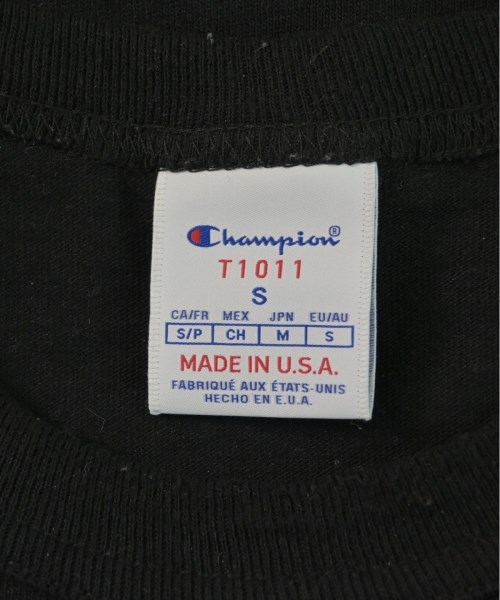 Champion®
T1011
S
CA/FR MEX JPN EU/AU
S/P CH M S
MADE IN U.S.A.
FABRIQUÉ AUX ÉTATS-UNIS
HECHO EN E.U.A.